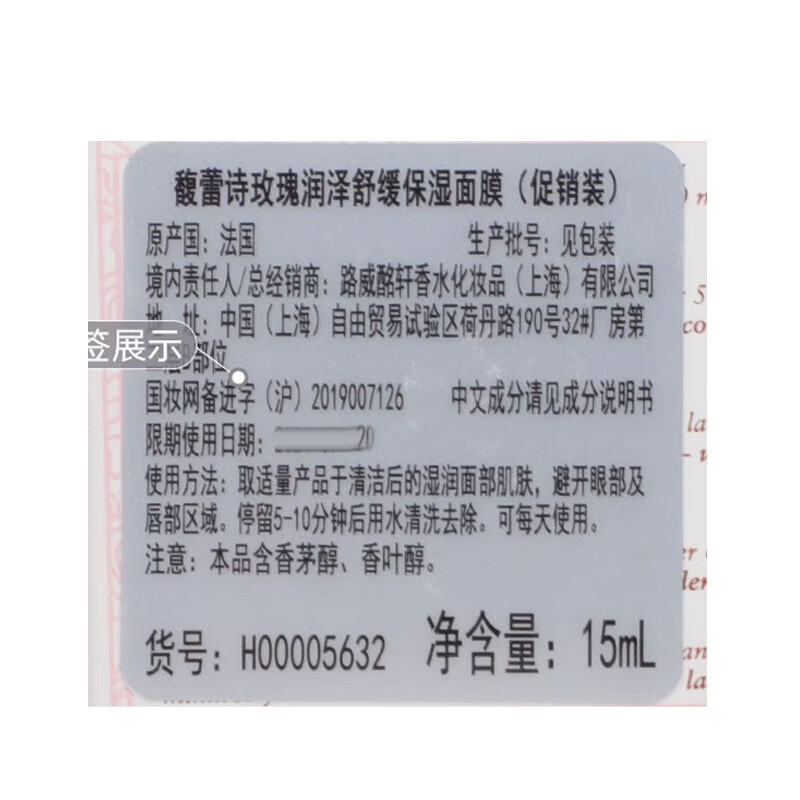 馥蕾诗玫瑰润泽舒缓保湿面膜（促销装）
原产国：法国 生产批号：见包装
境内责任人/总经销商：路威酩轩香水化妆品（上海）有限公司
地 址：中国（上海）自由贸易试验区荷丹路190号32#厂房第
部位
签展示
国妆网备进字（沪）2019007126 中文成分请见成分说明书
限期使用日期：
使用方法：取适量产品于清洁后的湿润面部肌肤，避开眼部及
唇部区域。停留5-10分钟后用水清洗去除。可每天使用。
注意：本品含香茅醇、香叶醇。
货号：H00005632 净含量：15mL